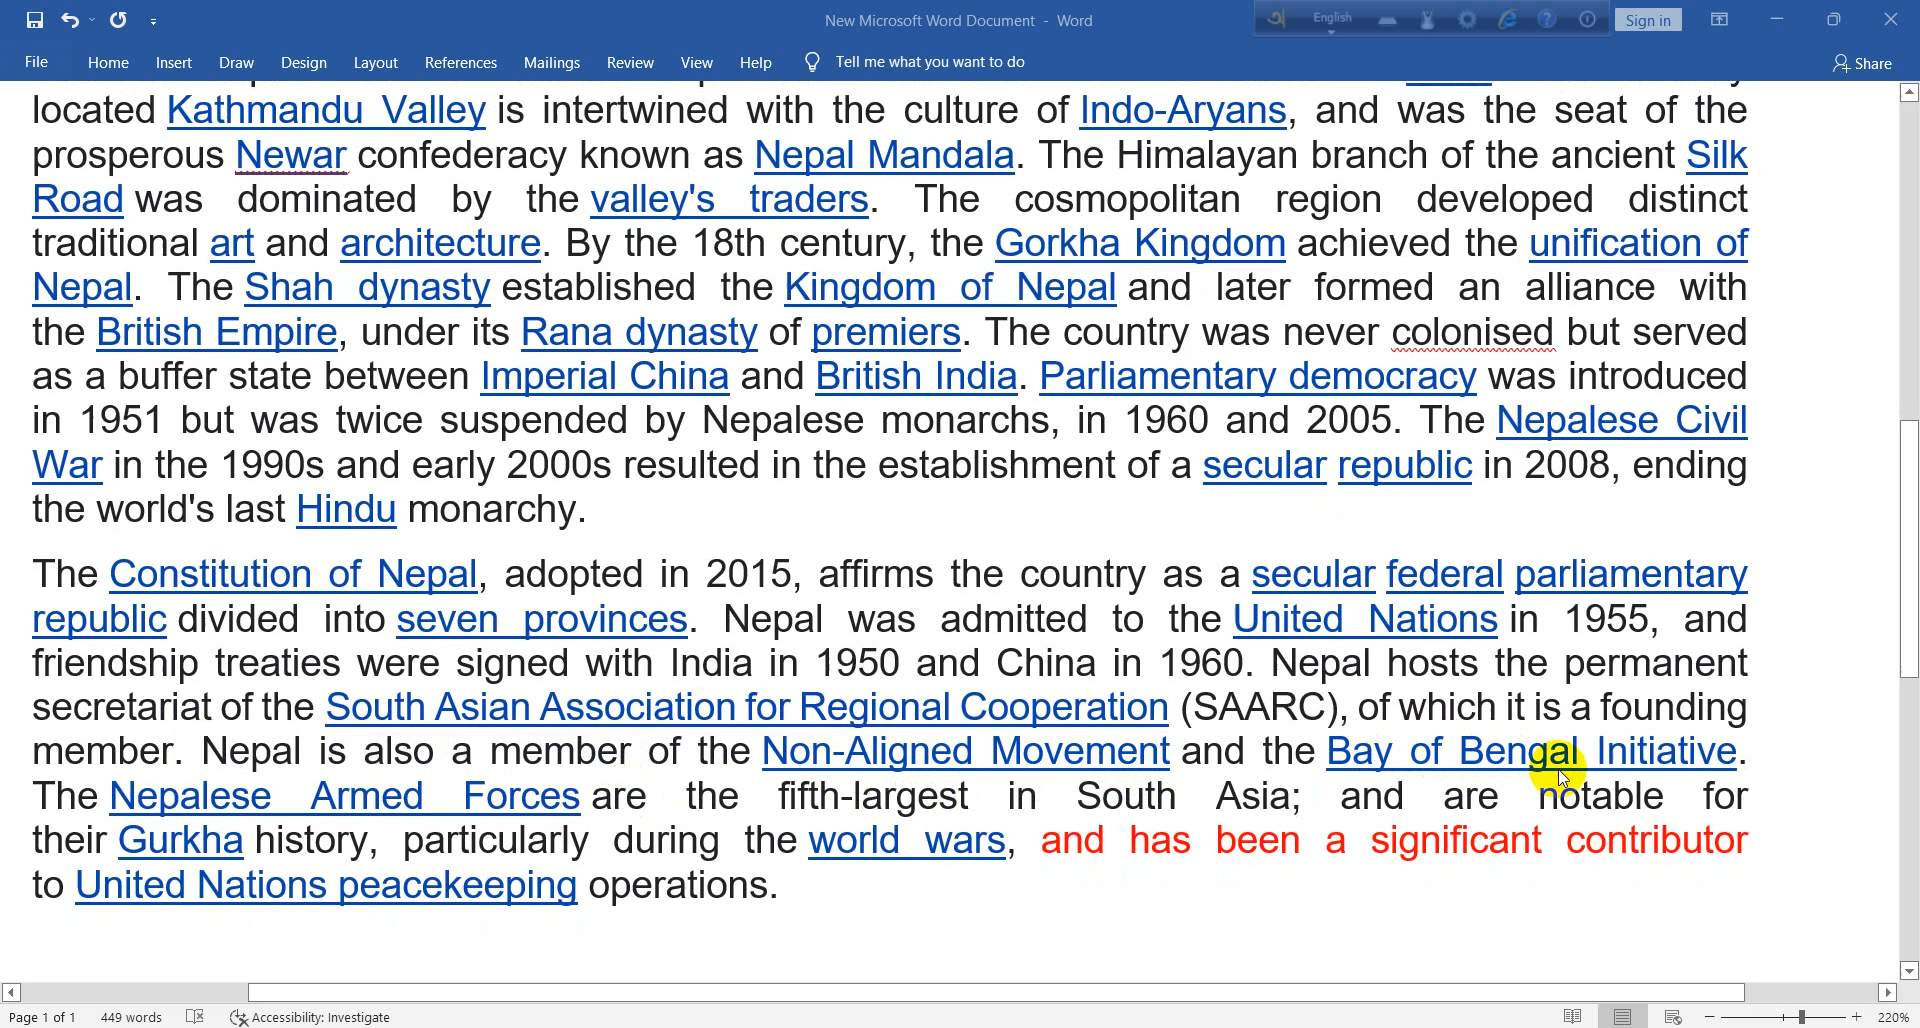 New Microsoft Word Document - Word
English
Sign in
File Home Insert Draw Design Layout References Mailings Review View Help Tell me what you want to do
Share
located Kathmandu Valley is intertwined with the culture of Indo-Aryans, and was the seat of the
prosperous Newar confederacy known as Nepal Mandala. The Himalayan branch of the ancient Silk
Road was dominated by the valley's traders. The cosmopolitan region developed distinct
traditional art and architecture. By the 18th century, the Gorkha Kingdom achieved the unification of
Nepal. The Shah dynasty established the Kingdom of Nepal and later formed an alliance with
the British Empire, under its Rana dynasty of premiers. The country was never colonised but served
as a buffer state between Imperial China and British India. Parliamentary democracy was introduced
in 1951 but was twice suspended by Nepalese monarchs, in 1960 and 2005. The Nepalese Civil
War in the 1990s and early 2000s resulted in the establishment of a secular republic in 2008, ending
the world's last Hindu monarchy.
The Constitution of Nepal, adopted in 2015, affirms the country as a secular federal parliamentary
republic divided into seven provinces. Nepal was admitted to the United Nations in 1955, and
friendship treaties were signed with India in 1950 and China in 1960. Nepal hosts the permanent
secretariat of the South Asian Association for Regional Cooperation (SAARC), of which it is a founding
member. Nepal is also a member of the Non-Aligned Movement and the Bay of Bengal Initiative.
The Nepalese Armed Forces are the fifth-largest in South Asia; and are notable for
their Gurkha history, particularly during the world wars, and has been a significant contributor
to United Nations peacekeeping operations.
Page 1 of 1 449 words Accessibility: Investigate 220%